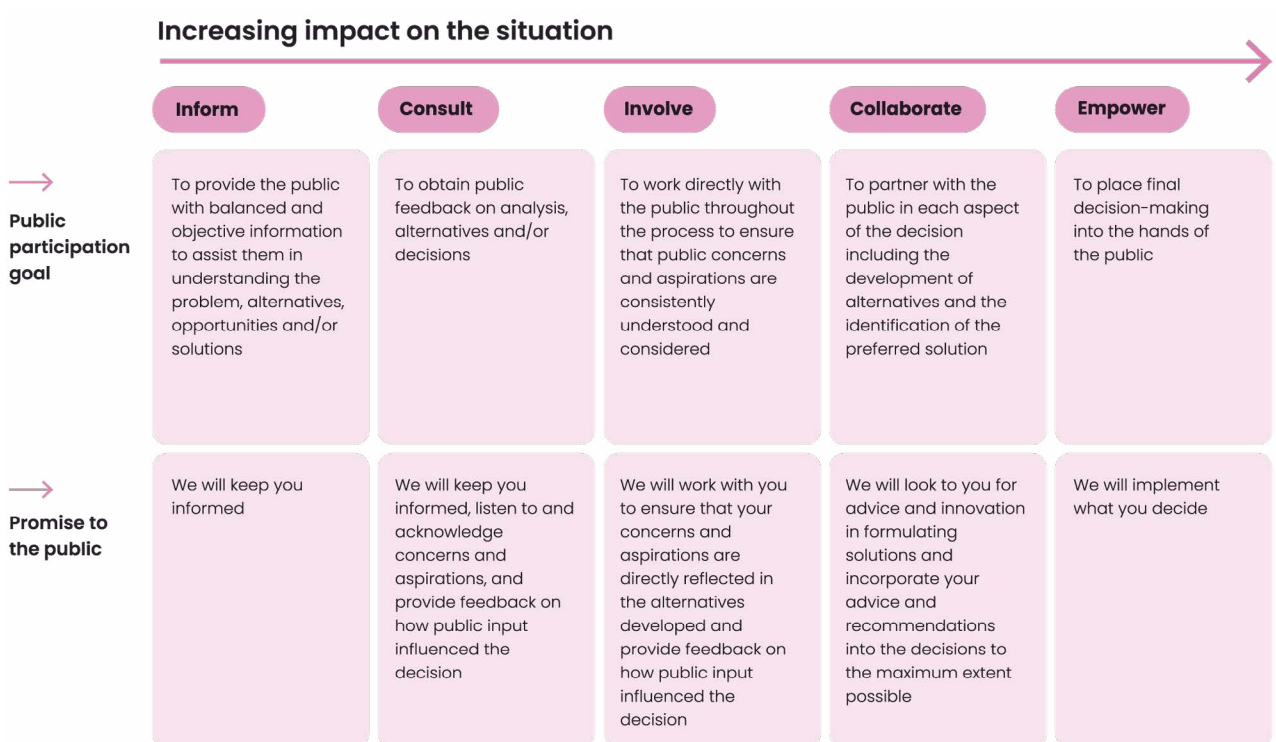 Increasing impact on the situation
Inform
Consult
Involve
Collaborate
Empower
Public
participation
goal
To provide the public
with balanced and
objective information
to assist them in
understanding the
problem, alternatives,
opportunities and/or
solutions
To obtain public
feedback on analysis,
alternatives and/or
decisions
To work directly with
the public throughout
the process to ensure
that public concerns
and aspirations are
consistently
understood and
considered
To partner with the
public in each aspect
of the decision
including the
development of
alternatives and the
identification of the
preferred solution
To place final
decision-making
into the hands of
the public
Promise to
the public
We will keep you
informed
We will keep you
informed, listen to and
acknowledge
concerns and
aspirations, and
provide feedback on
how public input
influenced the
decision
We will work with you
to ensure that your
concerns and
aspirations are
directly reflected in
the alternatives
developed and
provide feedback on
how public input
influenced the
decision
We will look to you for
advice and innovation
in formulating
solutions and
incorporate your
advice and
recommendations
into the decisions to
the maximum extent
possible
We will implement
what you decide